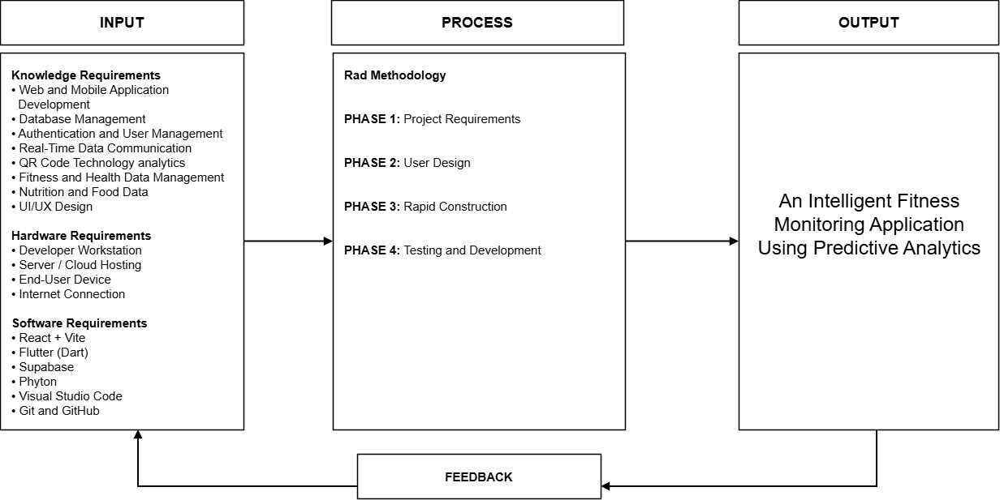 INPUT
PROCESS
OUTPUT
Knowledge Requirements
• Web and Mobile Application
Development
• Database Management
• Authentication and User Management
• Real-Time Data Communication
• QR Code Technology analytics
• Fitness and Health Data Management
• Nutrition and Food Data
• UI/UX Design
Hardware Requirements
• Developer Workstation
• Server / Cloud Hosting
• End-User Device
• Internet Connection
Software Requirements
• React + Vite
• Flutter (Dart)
• Supabase
• Phyton
• Visual Studio Code
• Git and GitHub
Rad Methodology
PHASE 1: Project Requirements
PHASE 2: User Design
PHASE 3: Rapid Construction
PHASE 4: Testing and Development
An Intelligent Fitness
Monitoring Application
Using Predictive Analytics
FEEDBACK